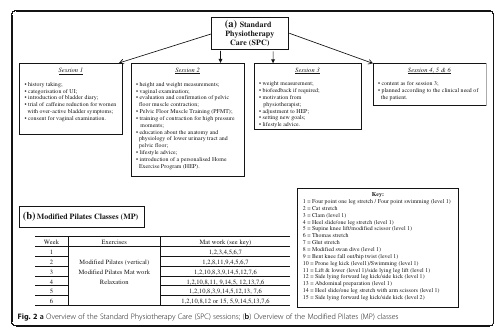 (a) Standard
Physiotherapy
Care (SPC)
Session 1
• history taking;
• categorisation of UI;
• introduction of bladder diary;
• trial of caffeine reduction for women
with over-active bladder symptoms;
• consent for vaginal examination.
Session 2
• height and weight measurements;
• vaginal examination;
• evaluation and confirmation of pelvic
floor muscle contraction;
• Pelvic Floor Muscle Training (PFMT);
• training of contraction for high pressure
moments;
• education about the anatomy and
physiology of lower urinary tract and
pelvic floor;
• lifestyle advice;
• introduction of a personalised Home
Exercise Program (HEP).
Session 3
• weight measurement;
• biofeedback if required;
• motivation from
physiotherapist;
• adjustment to HEP;
• setting new goals;
• lifestyle advice.
Session 4, 5 & 6
• content as for session 3;
• planned according to the clinical need of
the patient.
(b) Modified Pilates Classes (MP)
Week Exercises Mat work (see key)
1 1,2,3,4,5,6,7
2 Modified Pilates (vertical) 1,2,8,11,9,4,5,6,7
3 Modified Pilates Mat work 1,2,10,8,3,9,14,5,12,7,6
4 Relaxation 1,2,10,8,11, 9,14,5, 12,13,7,6
5 1,2,10,8,3,9,14,5,12,13, 7,6
6 1,2,10,8,12 or 15, 5,9,14,5,13,7,6
Key:
1 = Four point one leg stretch / Four point swimming (level 1)
2 = Cat stretch
3 = Clam (level 1)
4 = Heel slide/one leg stretch (level 1)
5 = Supine knee lift/modified scissor (level 1)
6 = Thomas stretch
7 = Glut stretch
8 = Modified swan dive (level 1)
9 = Bent knee fall out/hip twist (level 1)
10 = Prone leg kick (level1)/Swimming (level 1)
11 = Lift & lower (level 1)/side lying leg lift (level 1)
12 = Side lying forward leg kick/side kick (level 1)
13 = Abdominal preparation (level 1)
14 = Heel slide/one leg stretch with arm scissors (level 1)
15 = Side lying forward leg kick/side kick (level 2)
Fig. 2 a Overview of the Standard Physiotherapy Care (SPC) sessions; (b) Overview of the Modified Pilates (MP) classes